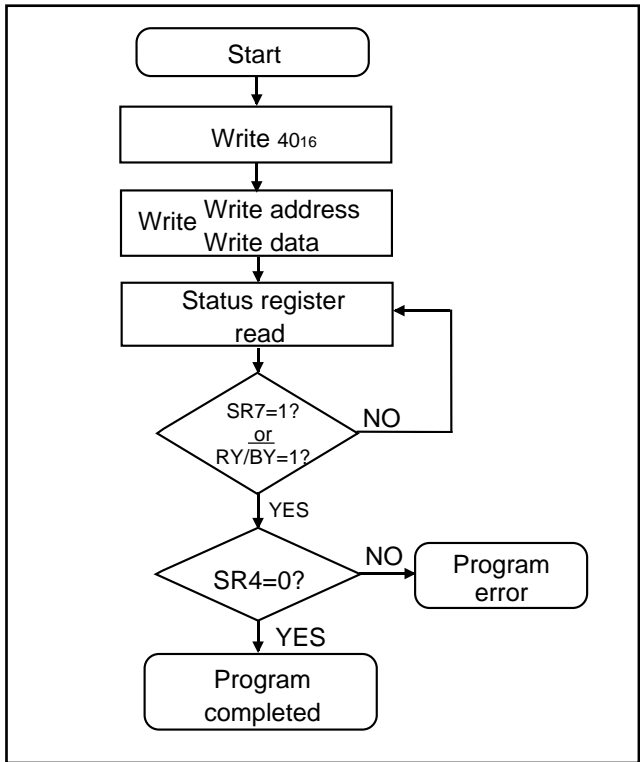 Start
Write 40₁₆
Write Write address
Write data
Status register
read
SR7=1?
or
RY/BY=1?
NO
YES
SR4=0?
NO
Program
error
YES
Program
completed